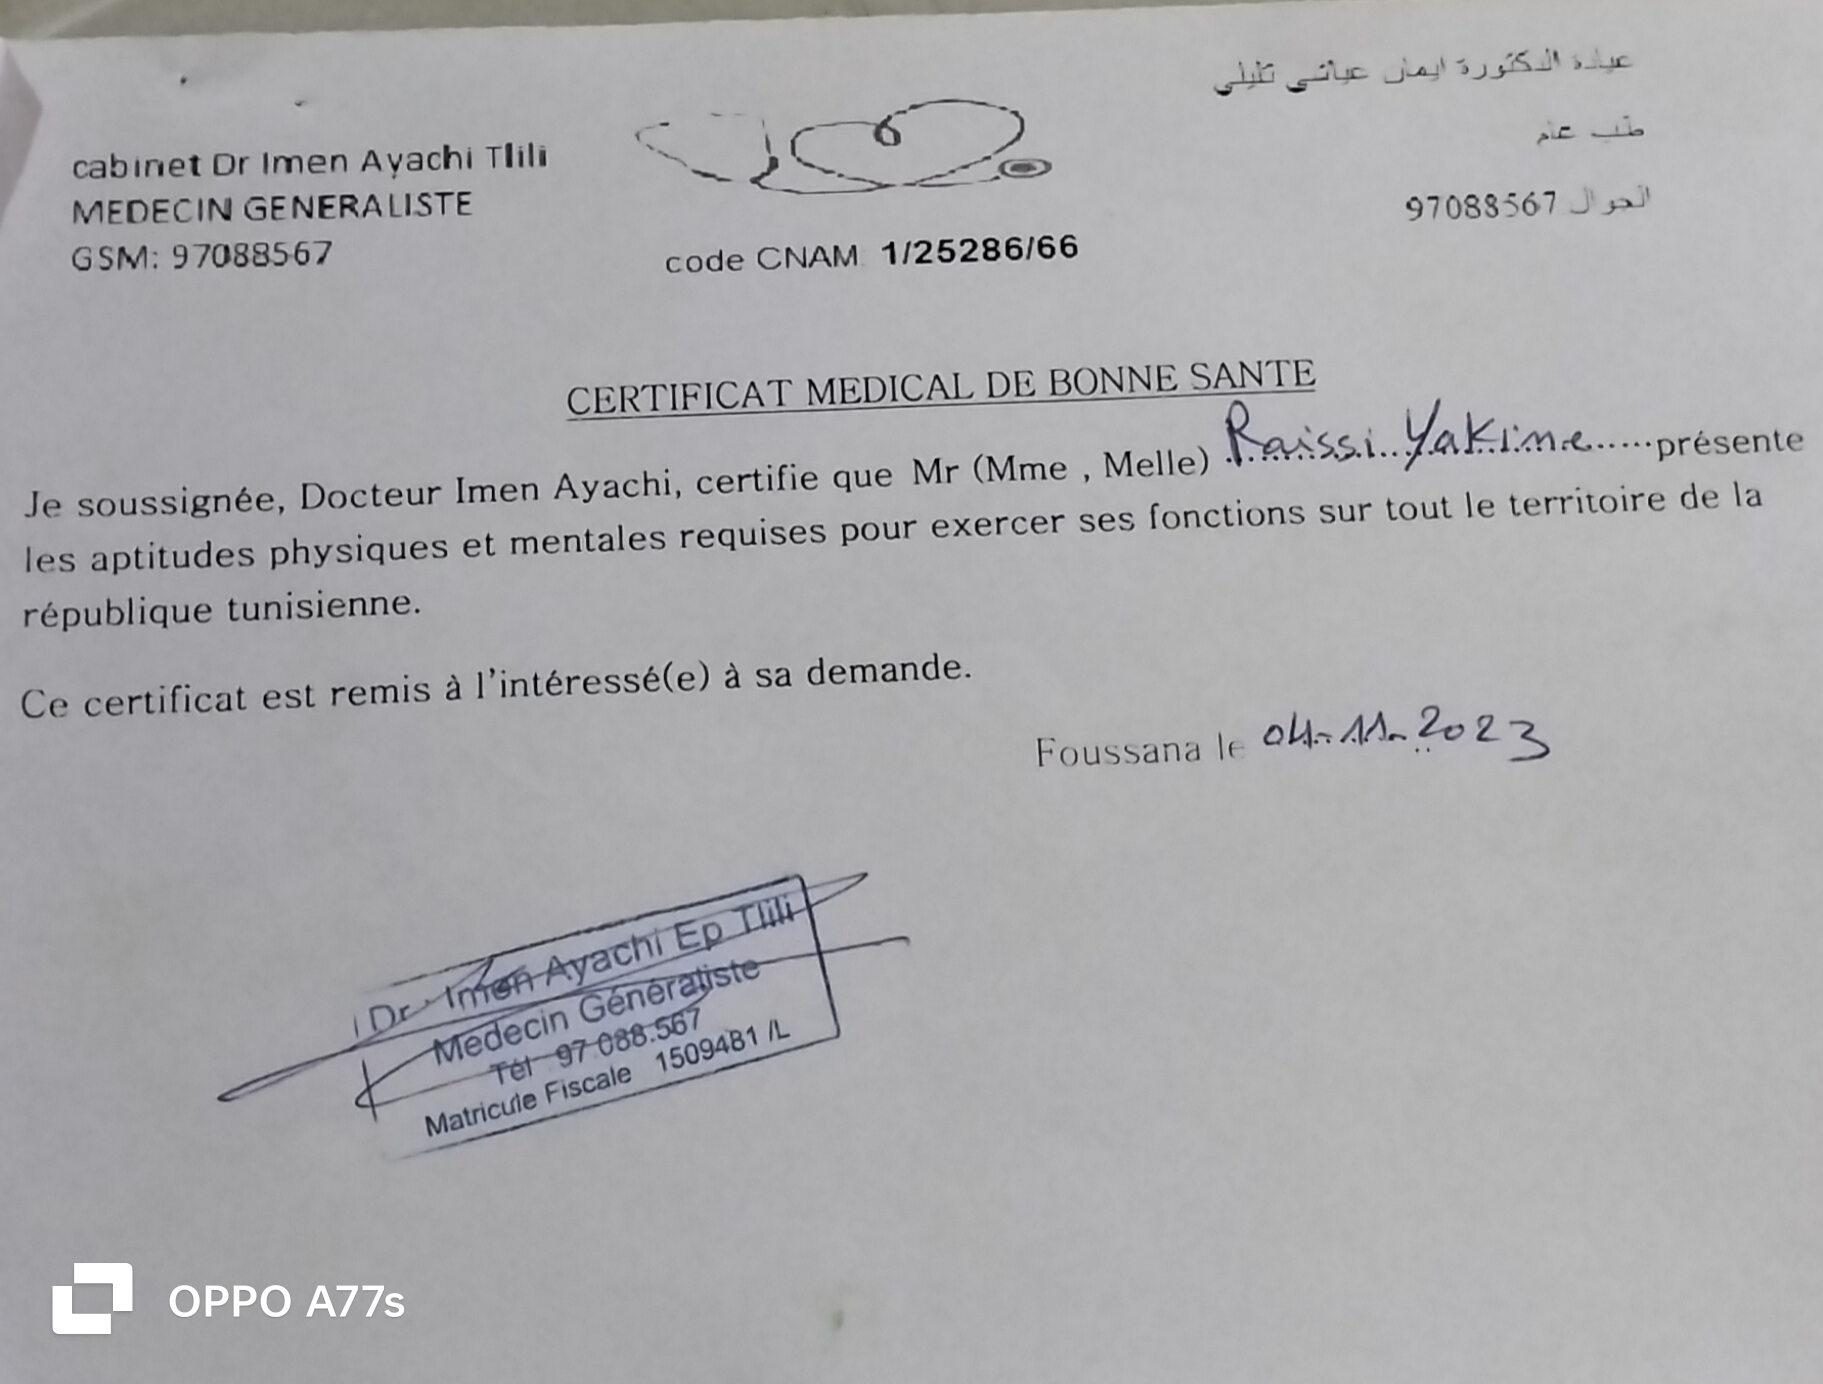 cabinet Dr Imen Ayachi Tlili
MEDECIN GENERALISTE
GSM: 97088567
code CNAM 1/25286/66
عيادة الدكتورة ايمان عياشي تليلي
طب عام
الجوال 97088567
CERTIFICAT MEDICAL DE BONNE SANTE
Je soussignée, Docteur Imen Ayachi, certifie que Mr (Mme , Melle) Raissi Yakine présente
les aptitudes physiques et mentales requises pour exercer ses fonctions sur tout le territoire de la
république tunisienne.
Ce certificat est remis à l'intéressé(e) à sa demande.
Foussana le 04-11-2023
Dr. Imen Ayachi Ep Tlili
Medecin Généraliste
Tél 97 088.567
Matricule Fiscale 1509481 /L
OPPO A77s